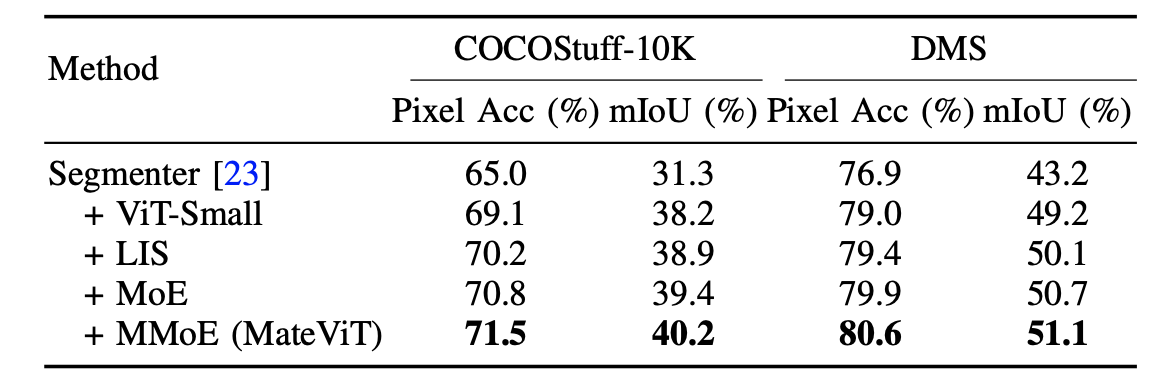 Method COCOStuff-10K DMS
Pixel Acc (%) mIoU (%) Pixel Acc (%) mIoU (%)
Segmenter [23] 65.0 31.3 76.9 43.2
+ ViT-Small 69.1 38.2 79.0 49.2
+ LIS 70.2 38.9 79.4 50.1
+ MoE 70.8 39.4 79.9 50.7
+ MMoE (MateViT) 71.5 40.2 80.6 51.1